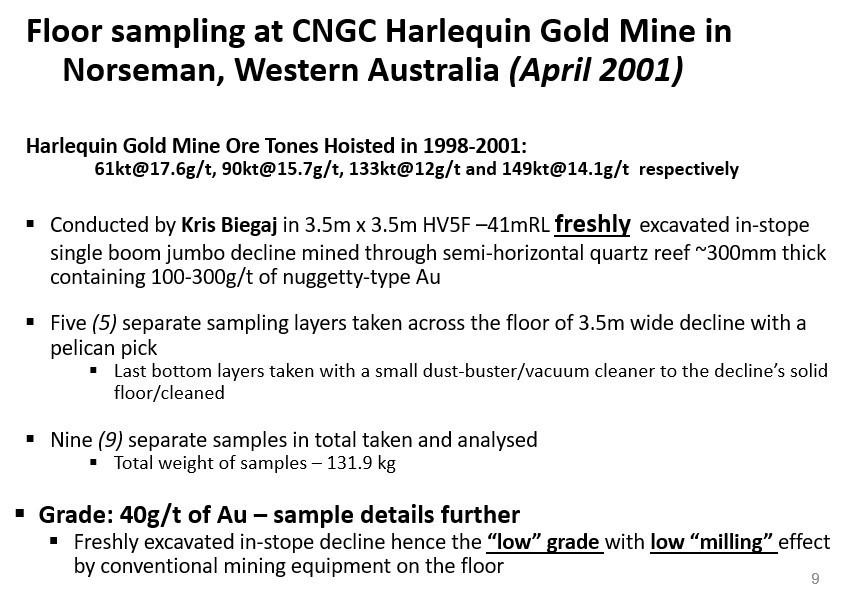 Floor sampling at CNGC Harlequin Gold Mine in
Norseman, Western Australia (April 2001)
Harlequin Gold Mine Ore Tones Hoisted in 1998-2001:
61kt@17.6g/t, 90kt@15.7g/t, 133kt@12g/t and 149kt@14.1g/t respectively
▪ Conducted by Kris Biegaj in 3.5m x 3.5m HV5F –41mRL freshly excavated in-stope
single boom jumbo decline mined through semi-horizontal quartz reef ~300mm thick
containing 100-300g/t of nuggetty-type Au
▪ Five (5) separate sampling layers taken across the floor of 3.5m wide decline with a
pelican pick
▪ Last bottom layers taken with a small dust-buster/vacuum cleaner to the decline’s solid
floor/cleaned
▪ Nine (9) separate samples in total taken and analysed
▪ Total weight of samples – 131.9 kg
▪ Grade: 40g/t of Au – sample details further
▪ Freshly excavated in-stope decline hence the “low” grade with low “milling” effect
by conventional mining equipment on the floor
9